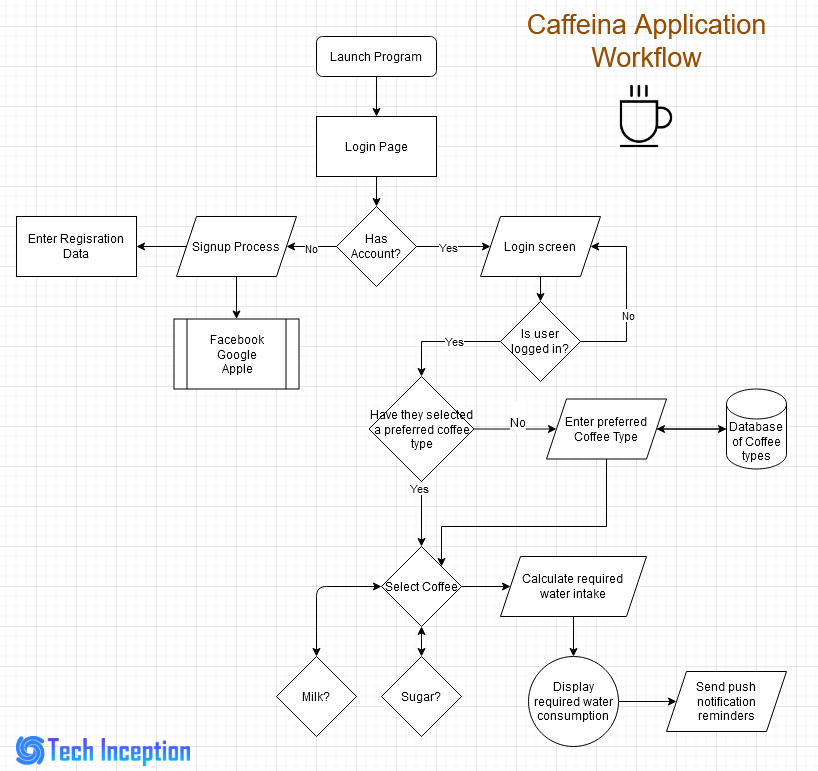 Caffeina Application
Workflow
Launch Program
Login Page
Has
Account?
No
Yes
Signup Process
Enter Regisration
Data
Facebook
Google
Apple
Login screen
Is user
logged in?
No
Yes
Have they selected
a preferred coffee
type
No
Enter preferred
Coffee Type
Database
of Coffee
types
Yes
Select Coffee
Calculate required
water intake
Milk?
Sugar?
Display
required water
consumption
Send push
notification
reminders
Tech Inception